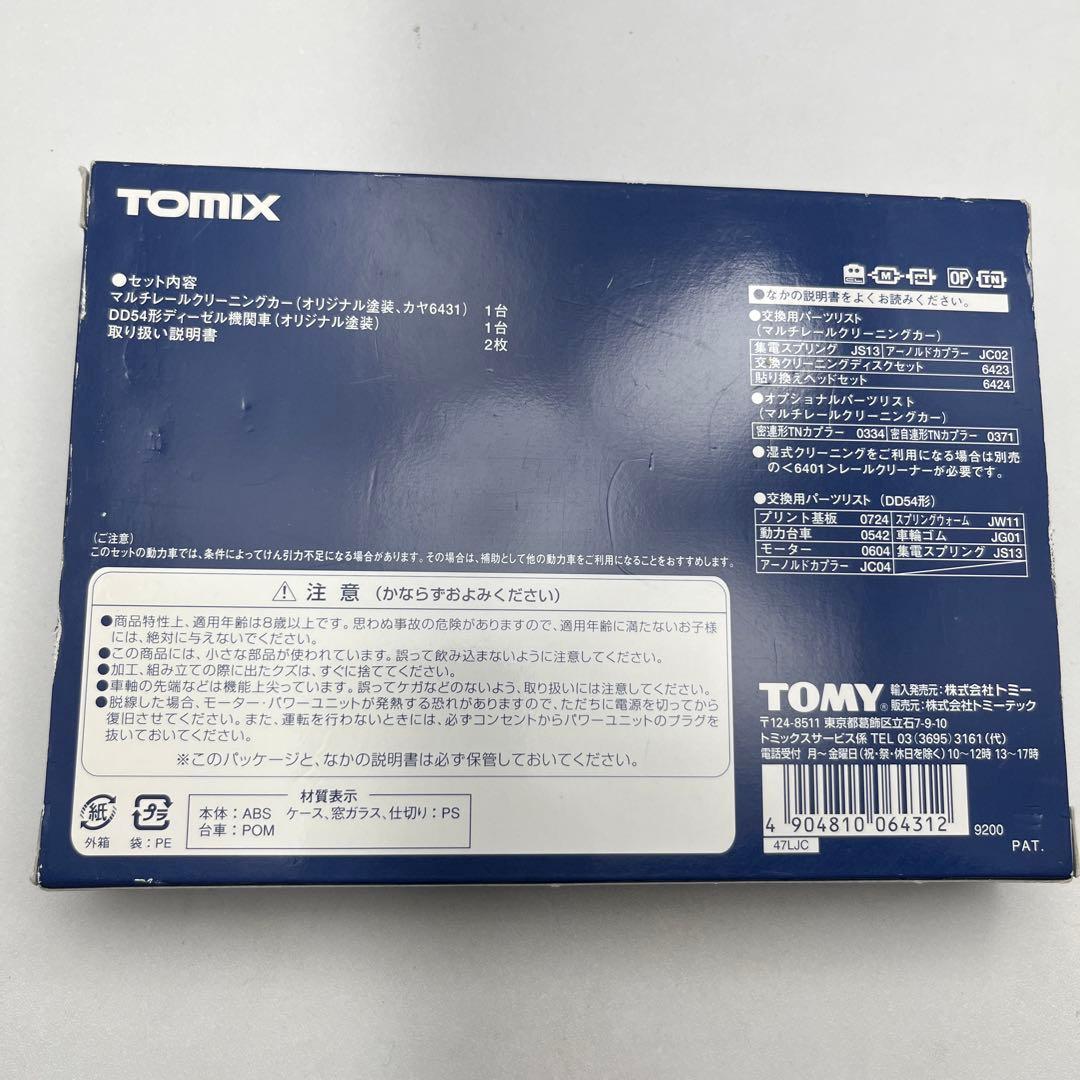 TOMIX
●セット内容
マルチレールクリーニングカー(オリジナル塗装、カヤ6431) 1台
DD54形ディーゼル機関車(オリジナル塗装) 1台
取り扱い説明書 2枚
M OP TN
●なかの説明書をよくお読みください。
●交換用パーツリスト
(マルチレールクリーニングカー)
集電スプリング JS13 アーノルドカプラー JC02
交換クリーニングディスクセット 6423
貼り換えヘッドセット 6424
●オプショナルパーツリスト
(マルチレールクリーニングカー)
密連形TNカプラー 0334 密自連形TNカプラー 0371
●湿式クリーニングをご利用になる場合は別売
の<6401>レールクリーナーが必要です。
●交換用パーツリスト(DD54形)
プリント基板 0724 スプリングウォーム JW11
動力台車 0542 車輪ゴム JG01
モーター 0604 集電スプリング JS13
アーノルドカプラー JC04
(ご注意)
このセットの動力車では、条件によってけん引力不足になる場合があります。その場合は、補助として他の動力車をご利用になることをおすすめします。
注意(かならずおよみください)
●商品特性上、適用年齢は8歳以上です。思わぬ事故の危険がありますので、適用年齢に満たないお子様
には、絶対に与えないでください。
●この商品には、小さな部品が使われています。誤って飲み込まないように注意してください。
●加工、組み立ての際に出たクズは、すぐに捨ててください。
●車軸の先端などは機能上尖っています。誤ってケガなどのないよう、取り扱いには注意してください。
●脱線した場合、モーター・パワーユニットが発熱する恐れがありますので、ただちに電源を切ってから
復旧させてください。また、運転を行わないときには、必ずコンセントからパワーユニットのプラグを
抜いておいてください。
※このパッケージと、なかの説明書は必ず保管しておいてください。
紙
外箱
プラ
袋:PE
材質表示
本体:ABS ケース、窓ガラス、仕切り:PS
台車:POM
TOMY® 輸入発売元:株式会社トミー
販売元:株式会社トミーテック
〒124-8511 東京都葛飾区立石7-9-10
トミックスサービス係 TEL 03(3695)3161(代)
電話受付 月〜金曜日(祝・祭・休日を除く)10〜12時 13〜17時
4 904810 064312
9200
47LJC
PAT.